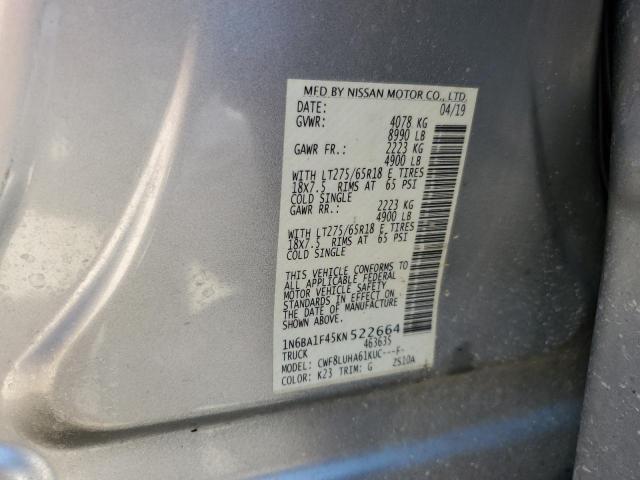 MFD BY NISSAN MOTOR CO., LTD.
DATE: 04/19
GVWR: 4078 KG
8990 LB
GAWR FR.: 2223 KG
4900 LB
WITH LT275/65R18 E TIRES
18X7.5 RIMS AT 65 PSI
COLD SINGLE
GAWR RR.: 2223 KG
4900 LB
WITH LT275/65R18 E TIRES
18X7.5 RIMS AT 65 PSI
COLD SINGLE
THIS VEHICLE CONFORMS TO
ALL APPLICABLE FEDERAL
MOTOR VEHICLE SAFETY
STANDARDS IN EFFECT ON
THE DATE OF MANUFACTURE
SHOWN ABOVE.
1N6BA1F45KN522664
TRUCK 463635
MODEL: CWF8LUHA61KUC---F-
COLOR: K23 TRIM: G 2S10A